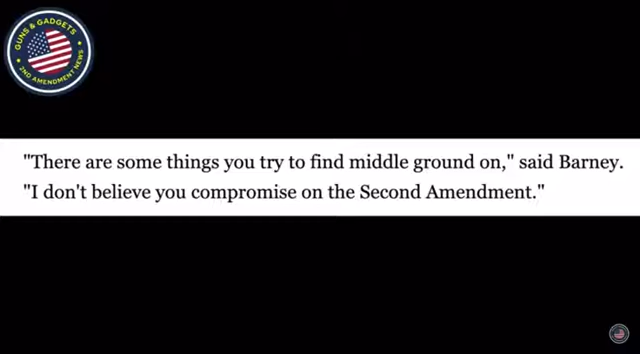 GUNS & GADGETS
2ND AMENDMENT NEWS
"There are some things you try to find middle ground on," said Barney.
"I don't believe you compromise on the Second Amendment."